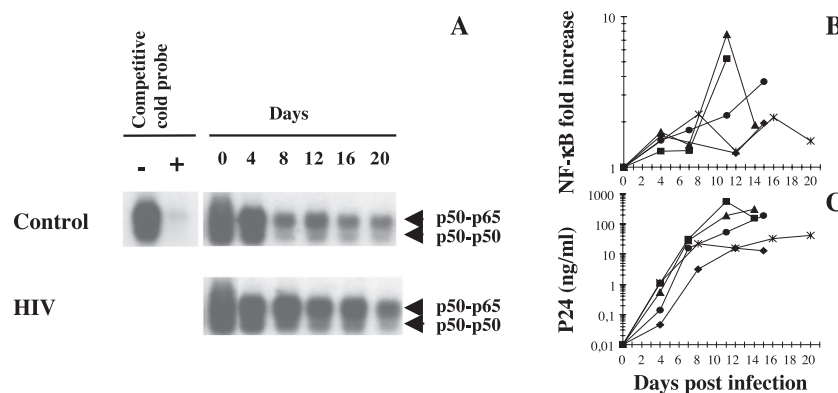 A
Competitive
cold probe
Days
- +
0 4 8 12 16 20
Control
p50-p65
p50-p50
HIV
p50-p65
p50-p50
B
NF-κB fold increase
10
1
0 2 4 6 8 10 12 14 16 18 20
C
P24 (ng/ml)
1000
100
10
1
0,1
0,01
0 2 4 6 8 10 12 14 16 18 20
Days post infection